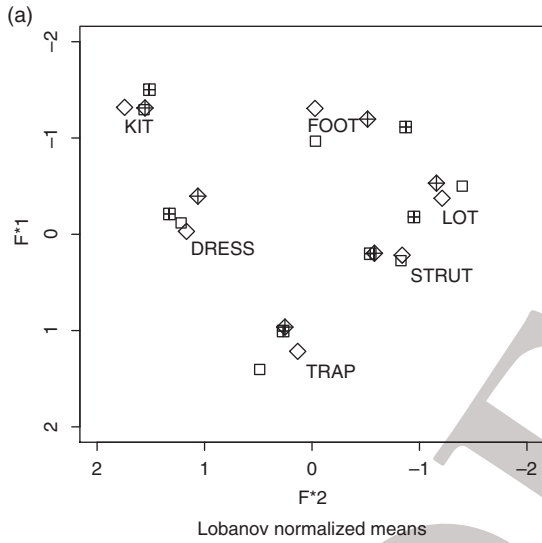 (a)
−2
−1
0
1
2
F*1
KIT
FOOT
LOT
DRESS
STRUT
TRAP
2
1
0
−1
−2
F*2
Lobanov normalized means